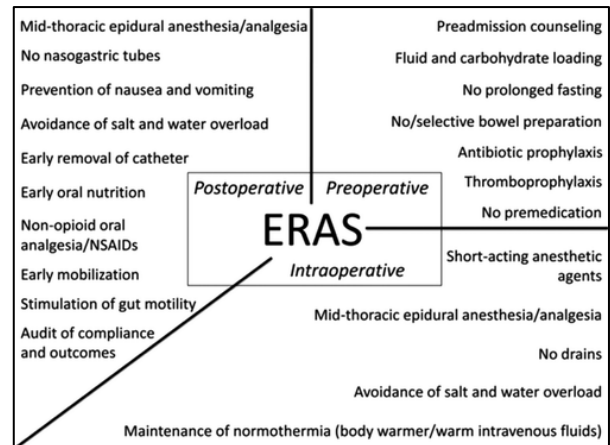 Mid-thoracic epidural anesthesia/analgesia
No nasogastric tubes
Prevention of nausea and vomiting
Avoidance of salt and water overload
Early removal of catheter
Early oral nutrition
Non-opioid oral
analgesia/NSAIDs
Early mobilization
Stimulation of gut motility
Audit of compliance
and outcomes
Preadmission counseling
Fluid and carbohydrate loading
No prolonged fasting
No/selective bowel preparation
Antibiotic prophylaxis
Thromboprophylaxis
No premedication
Postoperative
Preoperative
ERAS
Intraoperative
Short-acting anesthetic
agents
Mid-thoracic epidural anesthesia/analgesia
No drains
Avoidance of salt and water overload
Maintenance of normothermia (body warmer/warm intravenous fluids)